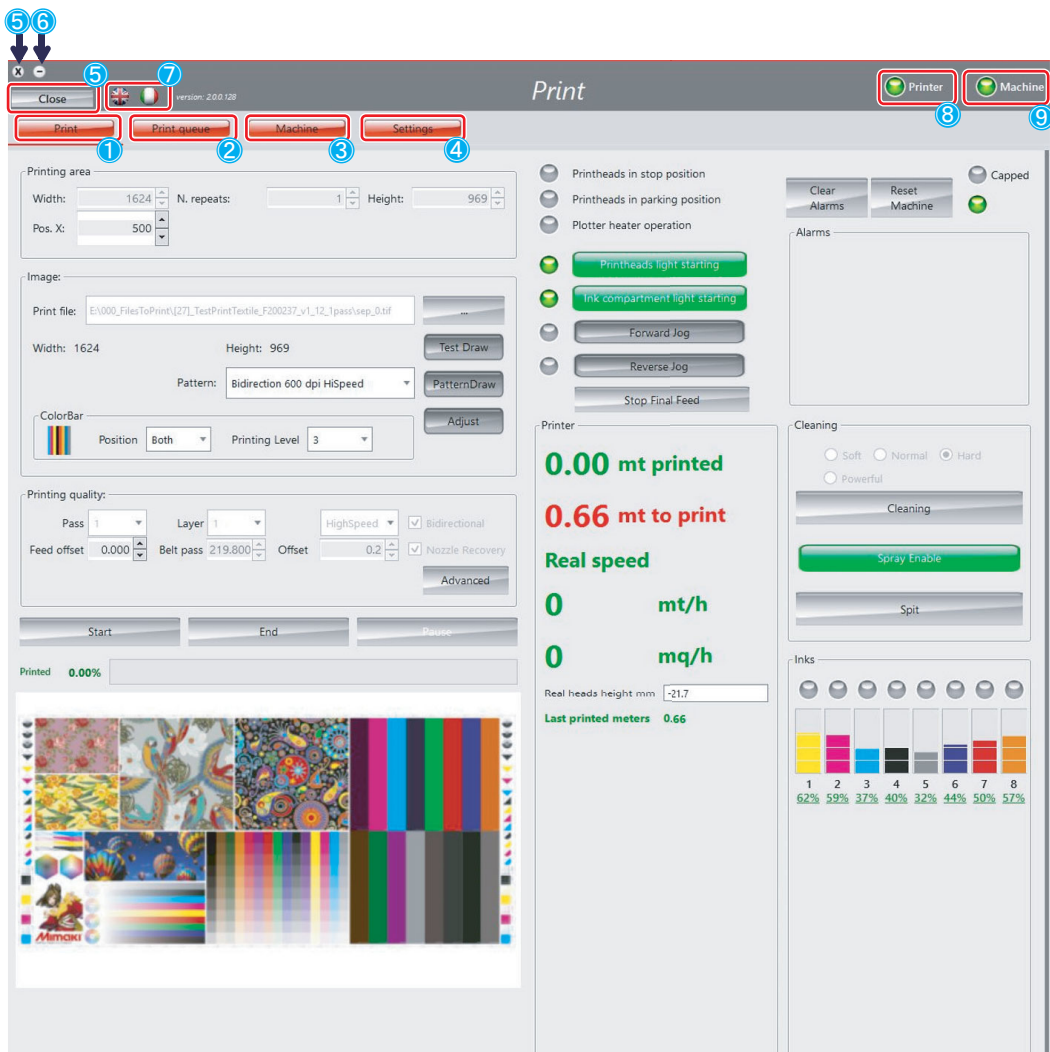 5 6
X −
5 7
Close version: 2.0.0.128 Print Printer Machine
8 9
Print Print queue Machine Settings
1 2 3 4
Printing area
Width: 1624 N. repeats: 1 Height: 969
Pos. X: 500
Image:
Print file: E:\000_FilesToPrint\[27]_TestPrintTextile_F200237_v1_12_1pass\sep_0.tif ...
Width: 1624 Height: 969 Test Draw
Pattern: Bidirection 600 dpi HiSpeed PatternDraw
Adjust
ColorBar
Position Both Printing Level 3
Printing quality:
Pass 1 Layer 1 HighSpeed Bidirectional
Feed offset 0.000 Belt pass 219.800 Offset 0.2 Nozzle Recovery
Advanced
Start End Pause
Printed 0.00%
Mimaki
Printheads in stop position
Printheads in parking position
Plotter heater operation
Printheads light starting
Ink compartment light starting
Forward Jog
Reverse Jog
Stop Final Feed
Printer
0.00 mt printed
0.66 mt to print
Real speed
0 mt/h
0 mq/h
Real heads height mm -21.7
Last printed meters 0.66
Clear Alarms
Reset Machine
Capped
Alarms
Cleaning
Soft Normal Hard
Powerful
Cleaning
Spray Enable
Spit
Inks
1 2 3 4 5 6 7 8
62% 59% 37% 40% 32% 44% 50% 57%